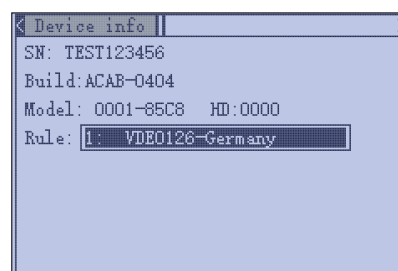 < Device info
SN: TEST123456
Build:ACAB-0404
Model: 0001-85C8 HD:0000
Rule: 1: VDE0126-Germany